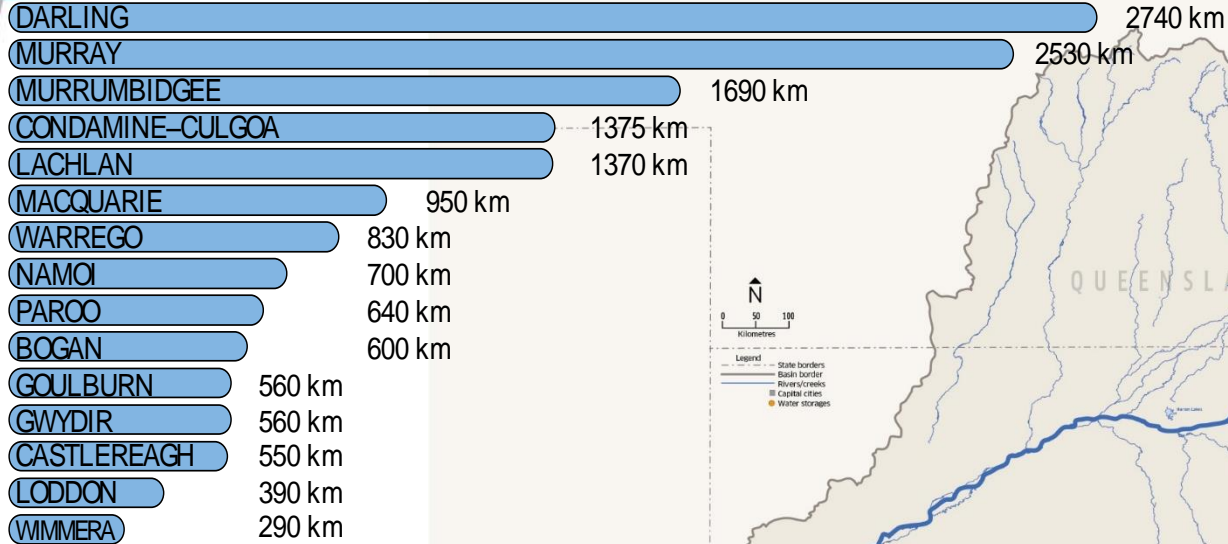 DARLING 2740 km
MURRAY 2530 km
MURRUMBIDGEE 1690 km
CONDAMINE–CULGOA 1375 km
LACHLAN 1370 km
MACQUARIE 950 km
WARREGO 830 km
NAMOI 700 km
PAROO 640 km
BOGAN 600 km
GOULBURN 560 km
GWYDIR 560 km
CASTLEREAGH 550 km
LODDON 390 km
WIMMERA 290 km
N
0 50 100
Kilometres
Legend
State borders
Basin border
Rivers/creeks
Capital cities
Water storages
QUEENSLA